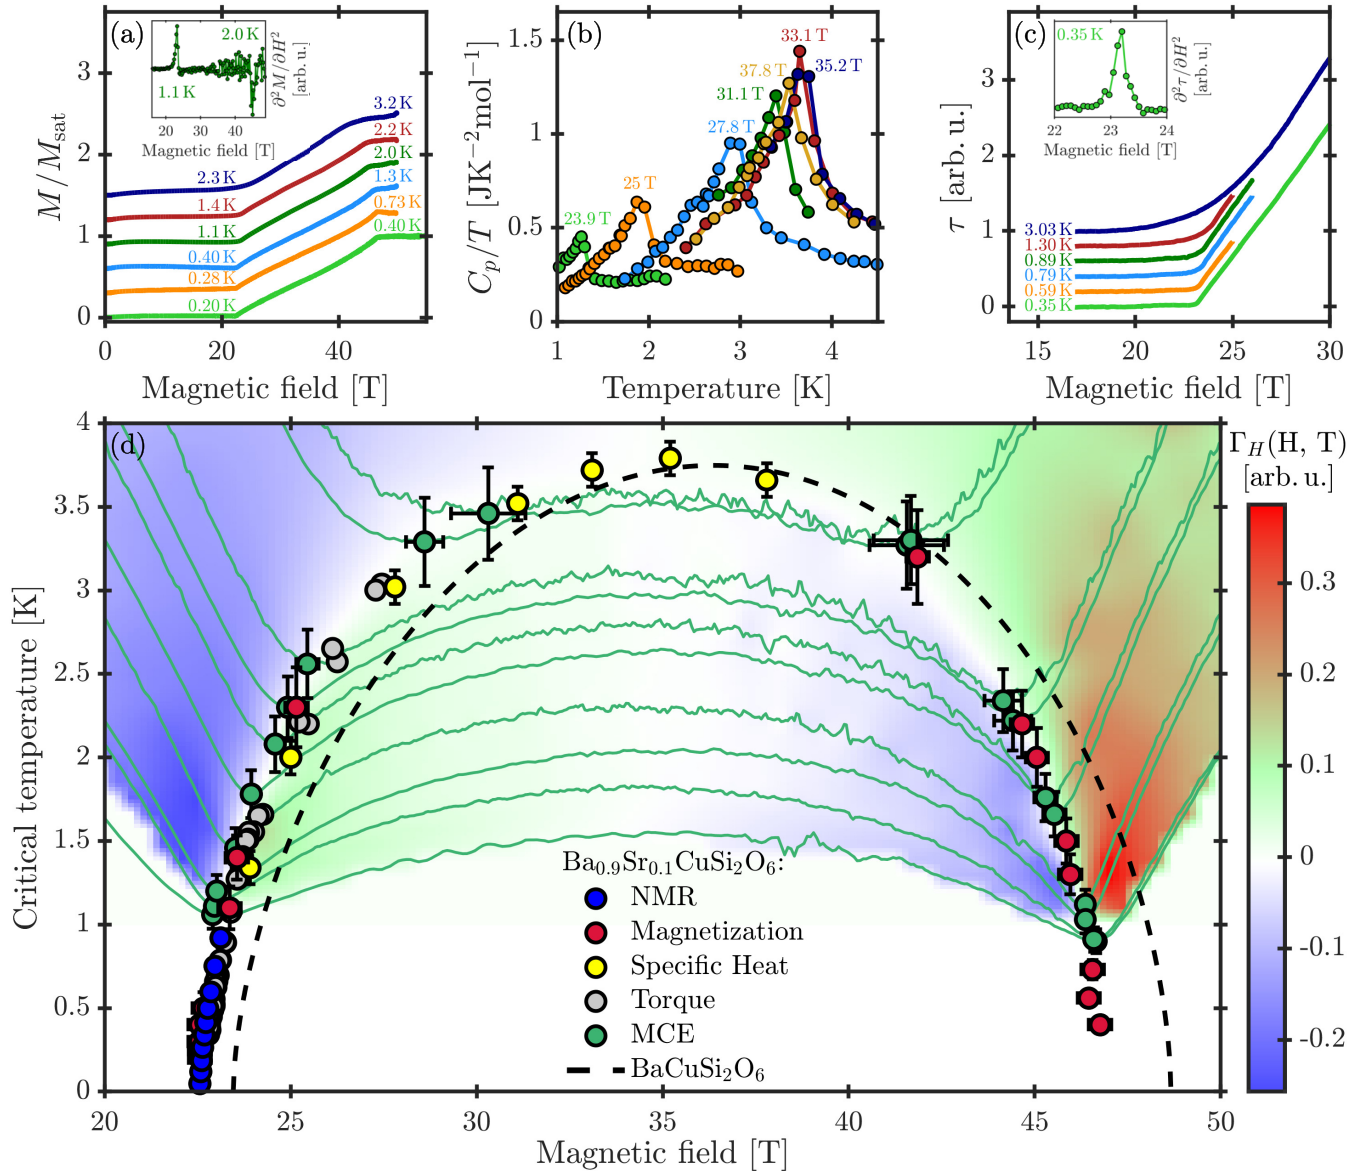 (a)
2.0 K
1.1 K
∂²M/∂H²
[arb. u.]
20
40
Magnetic field [T]
3.2 K
2.2 K
2.0 K
1.3 K
0.73 K
0.40 K
2.3 K
1.4 K
1.1 K
0.40 K
0.28 K
0.20 K
3
2
1
0
M/M_sat
0
20
40
Magnetic field [T]
(b)
33.1 T
35.2 T
37.8 T
31.1 T
27.8 T
25 T
23.9 T
1.5
1
0.5
0
C_p/T [JK⁻²mol⁻¹]
1
2
3
4
Temperature [K]
(c)
0.35 K
∂²τ/∂H²
[arb. u.]
22
23
24
Magnetic field [T]
3.03 K
1.30 K
0.89 K
0.79 K
0.59 K
0.35 K
3
2
1
0
τ [arb. u.]
15
20
25
30
Magnetic field [T]
(d)
4
3.5
3
2.5
2
1.5
1
0.5
0
Critical temperature [K]
Ba₀.₉Sr₀.₁CuSi₂O₆:
NMR
Magnetization
Specific Heat
Torque
MCE
BaCuSi₂O₆
20
25
30
35
40
45
50
Magnetic field [T]
Γ_H(H, T)
[arb. u.]
0.3
0.2
0.1
0
-0.1
-0.2